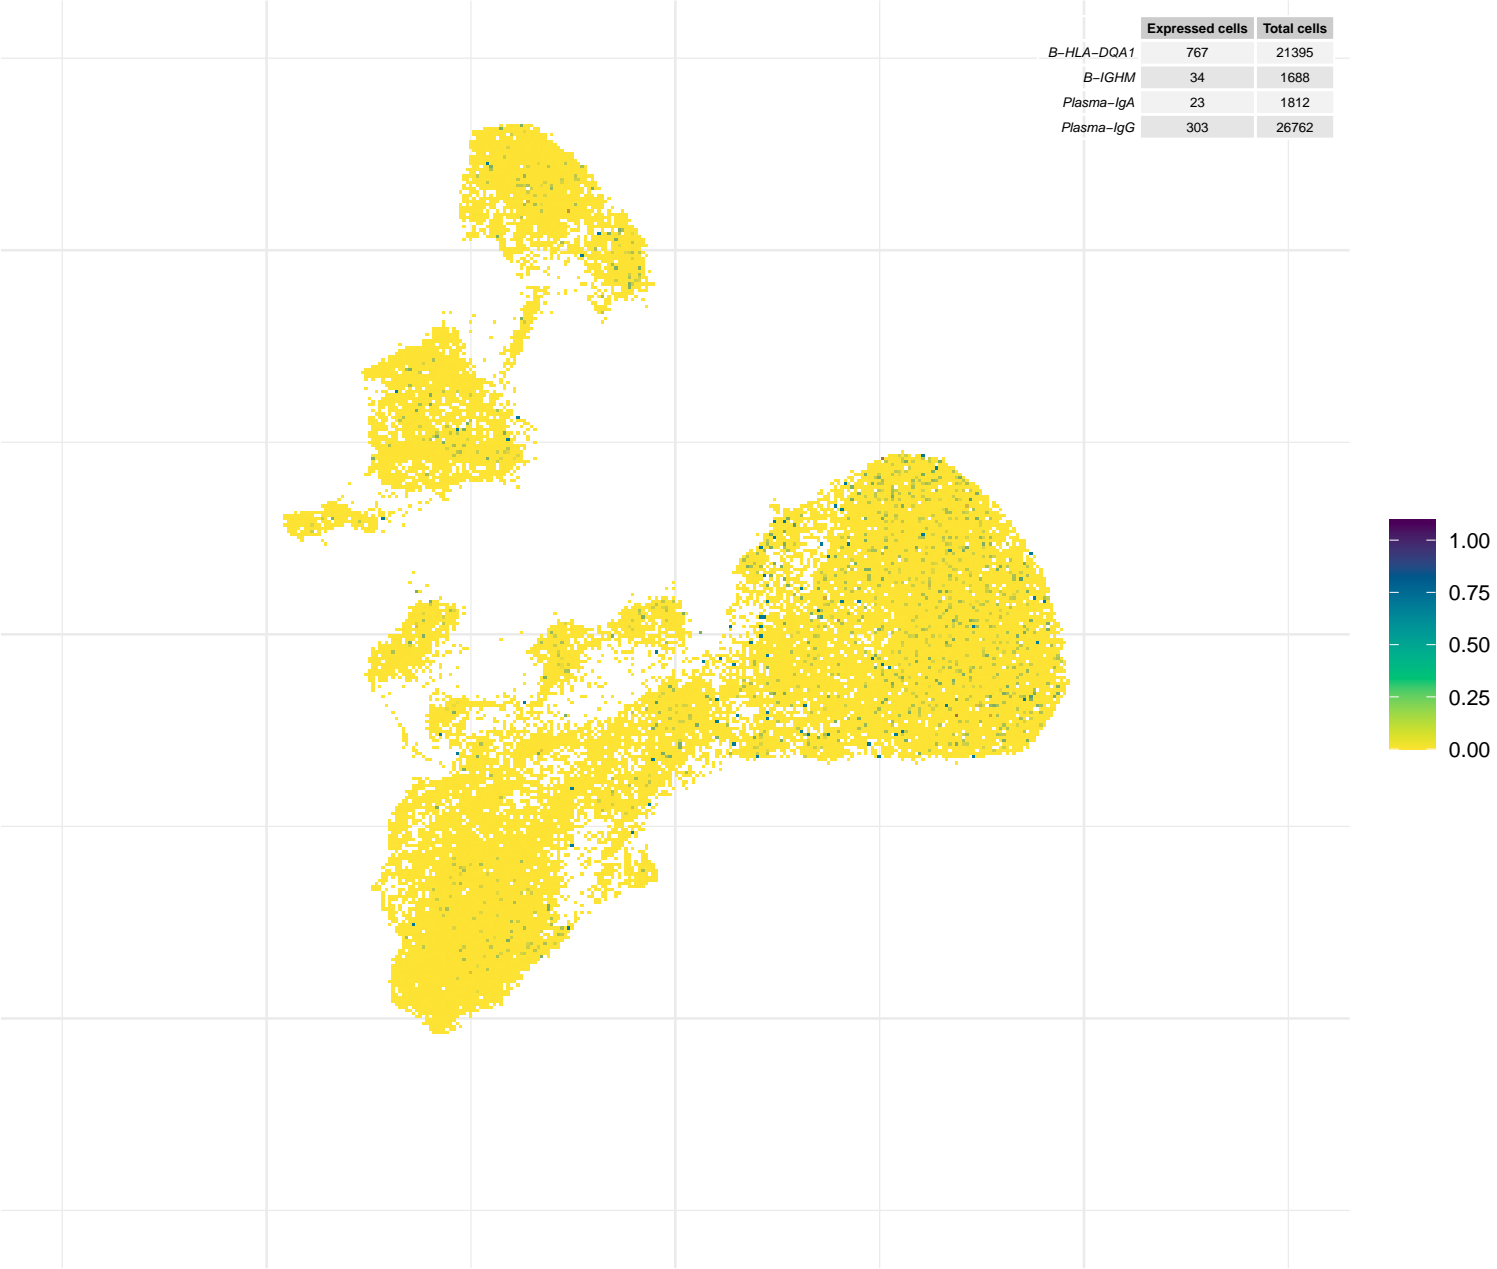 Expressed cells Total cells
B−HLA−DQA1 767 21395
B−IGHM 34 1688
Plasma−IgA 23 1812
Plasma−IgG 303 26762
1.00
0.75
0.50
0.25
0.00